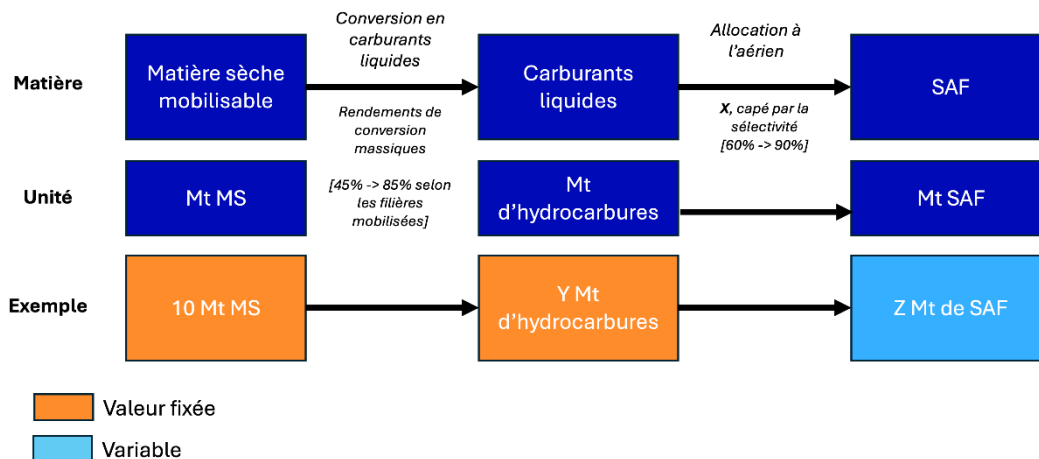 Conversion en
carburants
liquides
Allocation à
l'aérien
Matière
Matière sèche
mobilisable
Carburants
liquides
SAF
Rendements de
conversion
massiques
X, capé par la
sélectivité
[60% -> 90%]
[45% -> 85% selon
les filières
mobilisées]
Unité
Mt MS
Mt
d'hydrocarbures
Mt SAF
Exemple
10 Mt MS
Y Mt
d'hydrocarbures
Z Mt de SAF
Valeur fixée
Variable